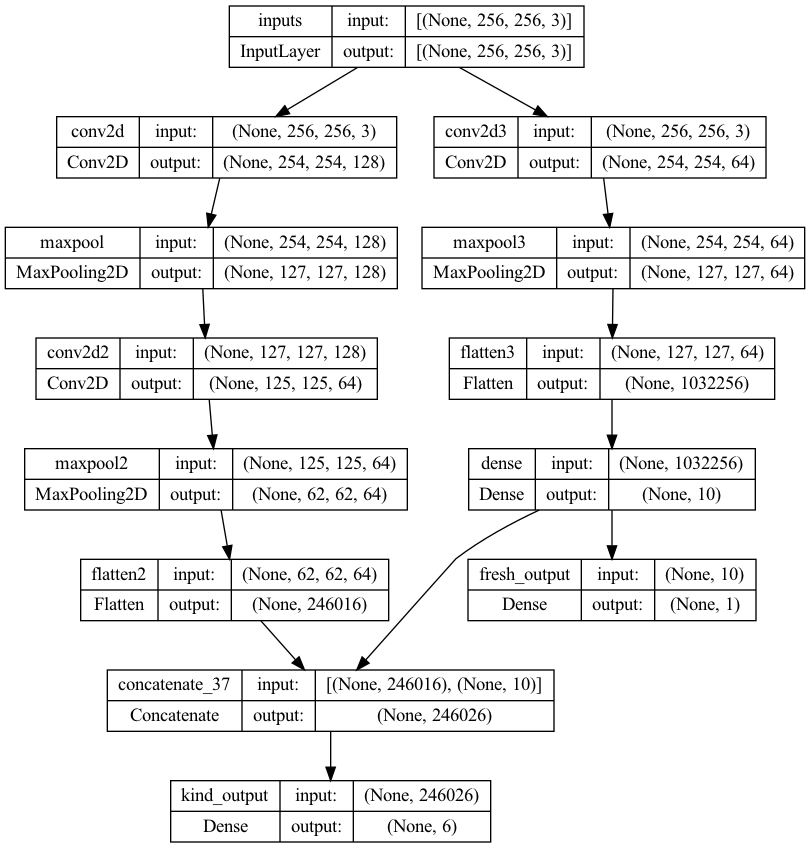 inputs input: [(None, 256, 256, 3)]
InputLayer output: [(None, 256, 256, 3)]
conv2d input: (None, 256, 256, 3)
Conv2D output: (None, 254, 254, 128)
conv2d3 input: (None, 256, 256, 3)
Conv2D output: (None, 254, 254, 64)
maxpool input: (None, 254, 254, 128)
MaxPooling2D output: (None, 127, 127, 128)
maxpool3 input: (None, 254, 254, 64)
MaxPooling2D output: (None, 127, 127, 64)
conv2d2 input: (None, 127, 127, 128)
Conv2D output: (None, 125, 125, 64)
flatten3 input: (None, 127, 127, 64)
Flatten output: (None, 1032256)
maxpool2 input: (None, 125, 125, 64)
MaxPooling2D output: (None, 62, 62, 64)
dense input: (None, 1032256)
Dense output: (None, 10)
flatten2 input: (None, 62, 62, 64)
Flatten output: (None, 246016)
fresh_output input: (None, 10)
Dense output: (None, 1)
concatenate_37 input: [(None, 246016), (None, 10)]
Concatenate output: (None, 246026)
kind_output input: (None, 246026)
Dense output: (None, 6)